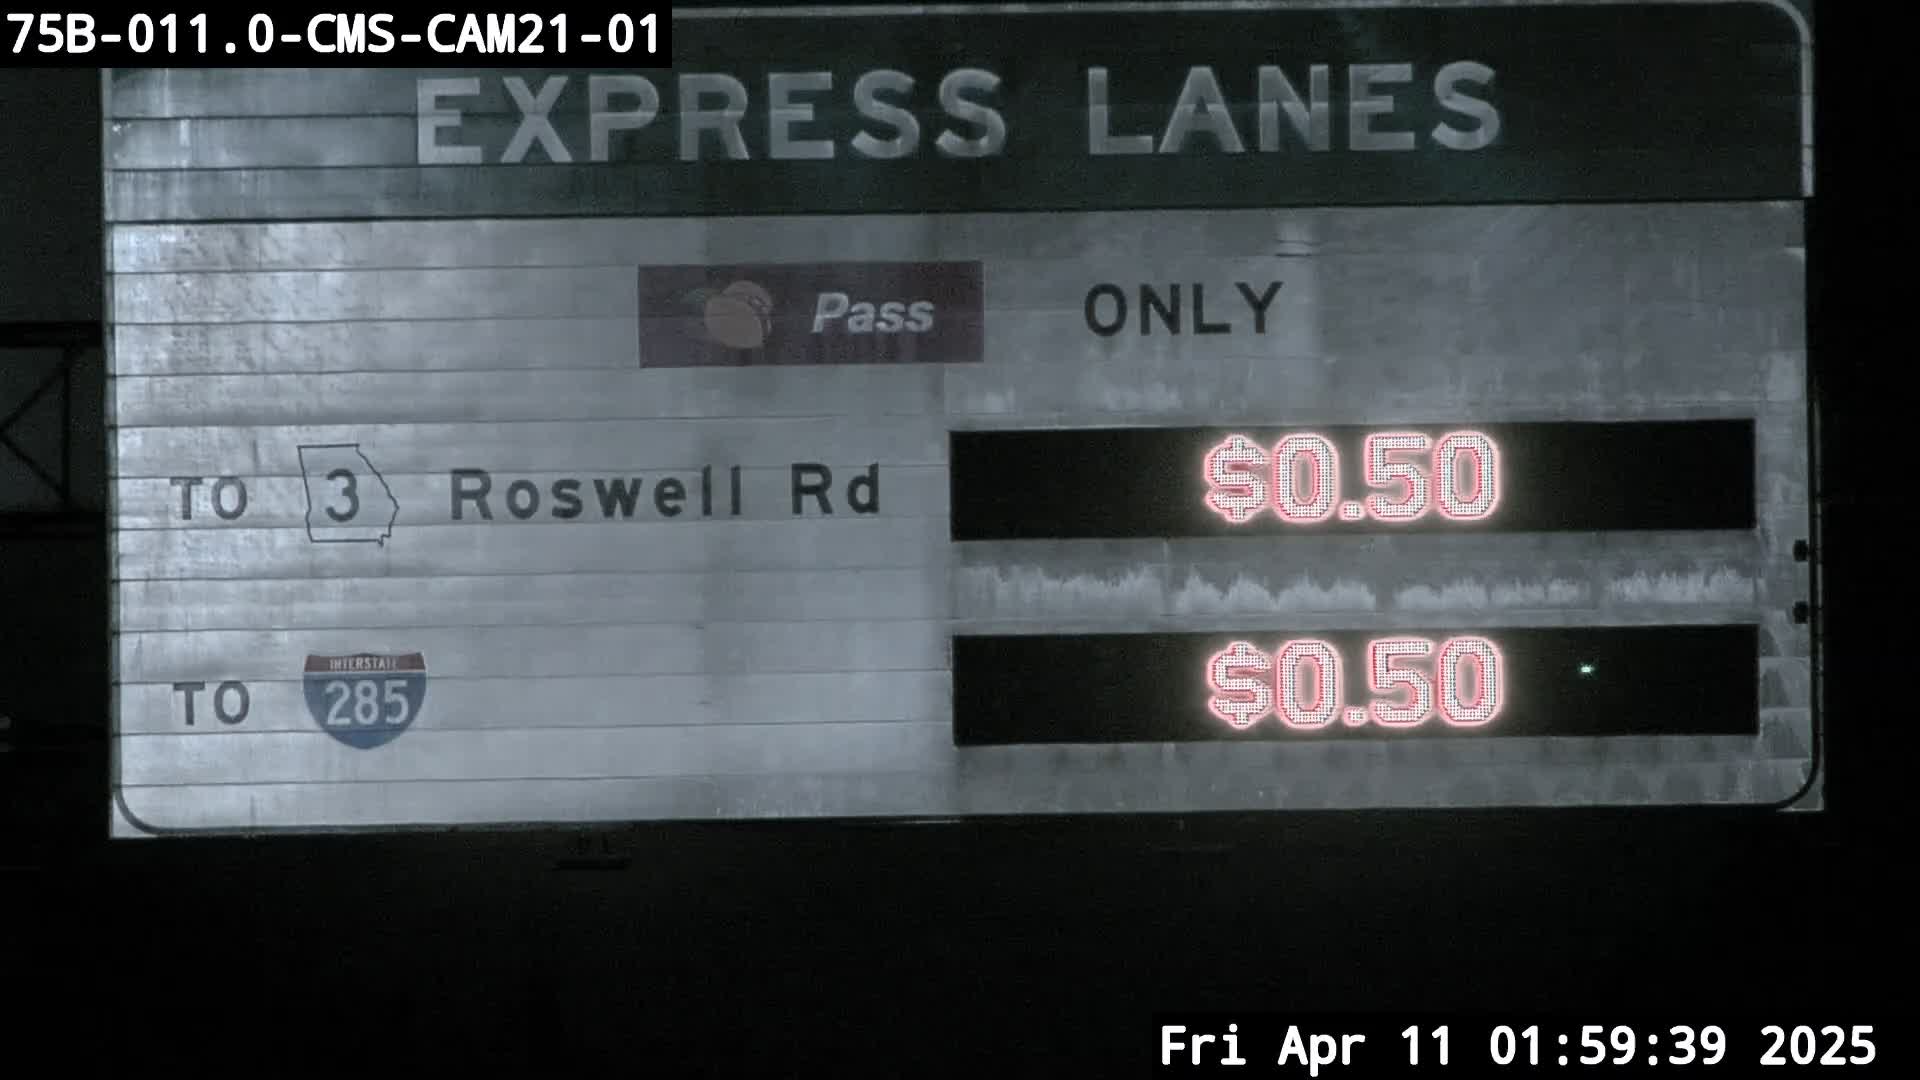 75B-011.0-CMS-CAM21-01
EXPRESS LANES
Pass ONLY
TO 3 Roswell Rd $0.50
INTERSTATE
TO 285 $0.50
Fri Apr 11 01:59:39 2025